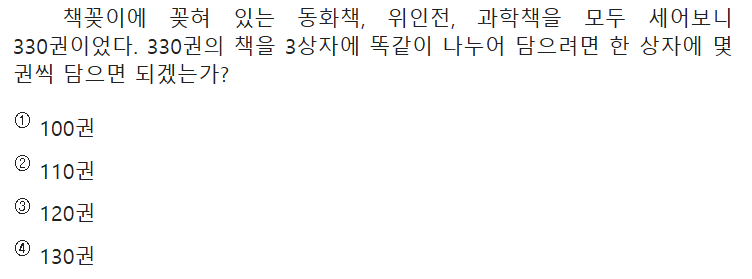 책꽂이에 꽂혀 있는 동화책, 위인전, 과학책을 모두 세어보니
330권이었다. 330권의 책을 3상자에 똑같이 나누어 담으려면 한 상자에 몇
권씩 담으면 되겠는가?
① 100권
② 110권
③ 120권
④ 130권